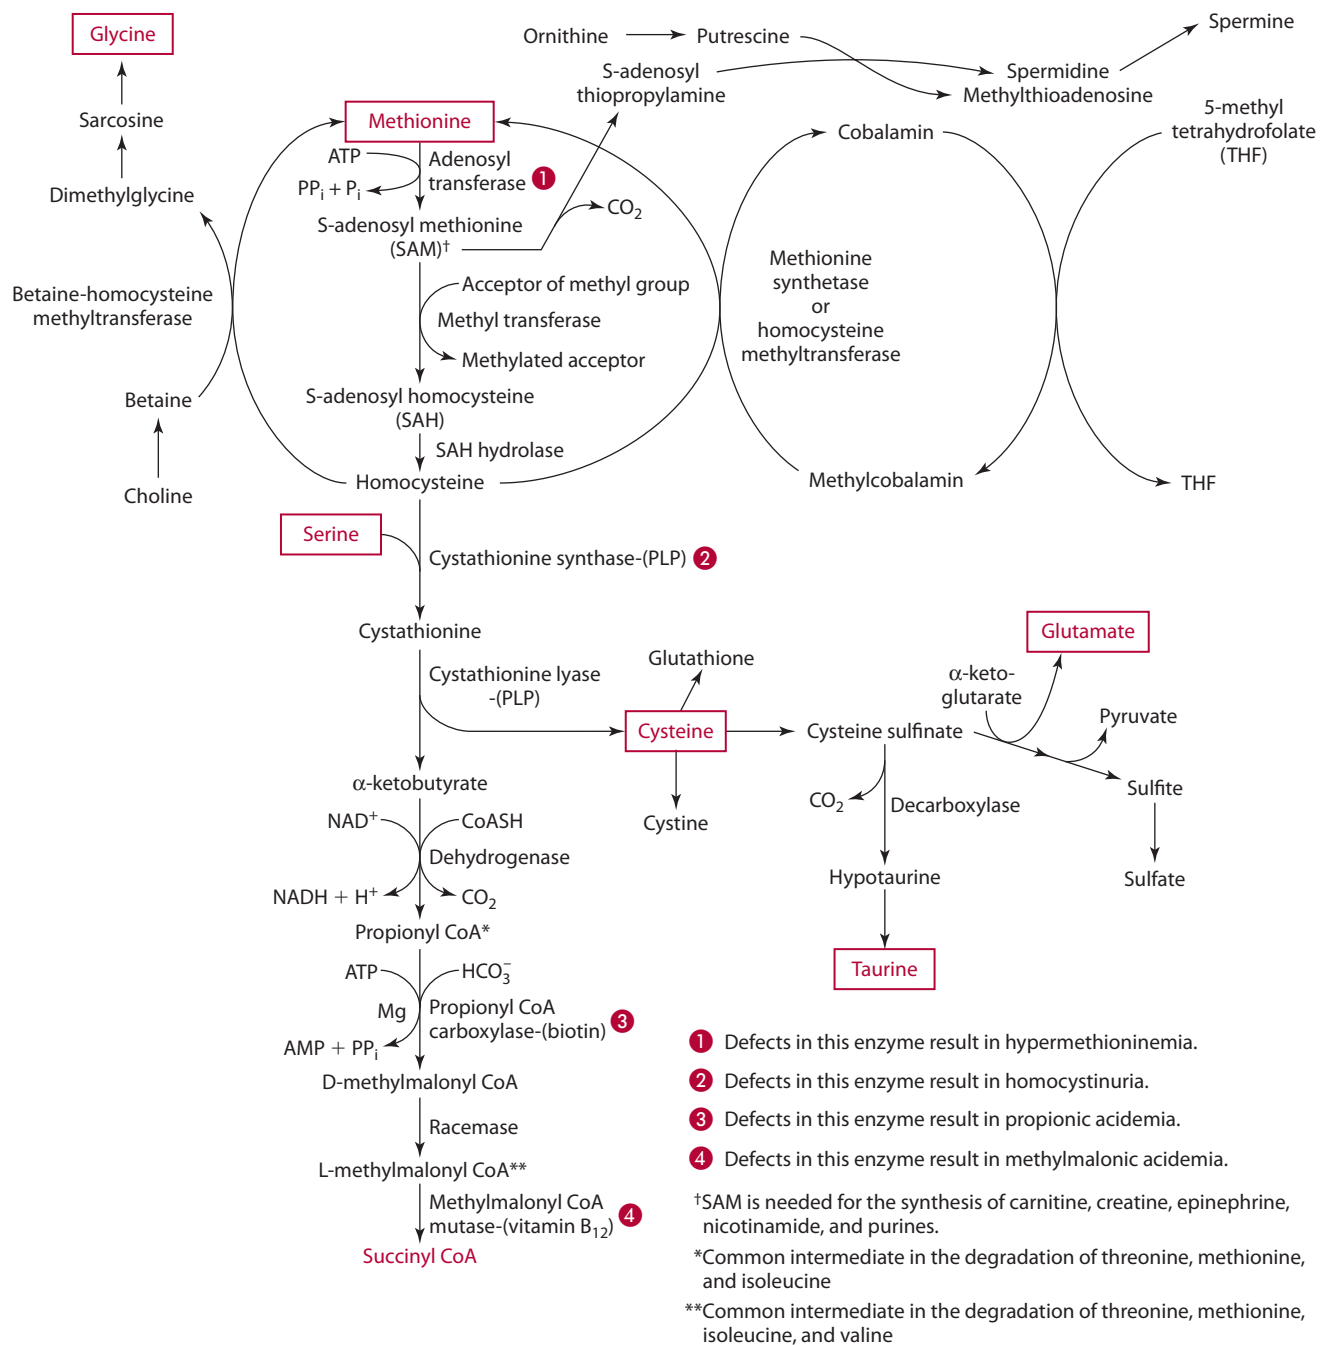 Glycine
Sarcosine
Dimethylglycine
Betaine-homocysteine
methyltransferase
Betaine
Choline
Ornithine
Putrescine
Spermine
S-adenosyl
thiopropylamine
Spermidine
Methylthioadenosine
Methionine
ATP
PPi + Pi
Adenosyl
transferase 1
S-adenosyl methionine
(SAM)†
CO2
Acceptor of methyl group
Methyl transferase
Methylated acceptor
S-adenosyl homocysteine
(SAH)
SAH hydrolase
Homocysteine
Cobalamin
5-methyl
tetrahydrofolate
(THF)
Methionine
synthetase
or
homocysteine
methyltransferase
Methylcobalamin
THF
Serine
Cystathionine synthase-(PLP) 2
Cystathionine
Cystathionine lyase
-(PLP)
Glutathione
Cysteine
Cystine
Cysteine sulfinate
α-keto-
glutarate
Glutamate
Pyruvate
Sulfite
Sulfate
CO2
Decarboxylase
Hypotaurine
Taurine
α-ketobutyrate
NAD+
CoASH
Dehydrogenase
NADH + H+
CO2
Propionyl CoA*
ATP
HCO3−
Mg
Propionyl CoA
carboxylase-(biotin) 3
AMP + PPi
D-methylmalonyl CoA
Racemase
L-methylmalonyl CoA**
Methylmalonyl CoA
mutase-(vitamin B12) 4
Succinyl CoA
1 Defects in this enzyme result in hypermethioninemia.
2 Defects in this enzyme result in homocystinuria.
3 Defects in this enzyme result in propionic acidemia.
4 Defects in this enzyme result in methylmalonic acidemia.
†SAM is needed for the synthesis of carnitine, creatine, epinephrine,
nicotinamide, and purines.
*Common intermediate in the degradation of threonine, methionine,
and isoleucine
**Common intermediate in the degradation of threonine, methionine,
isoleucine, and valine